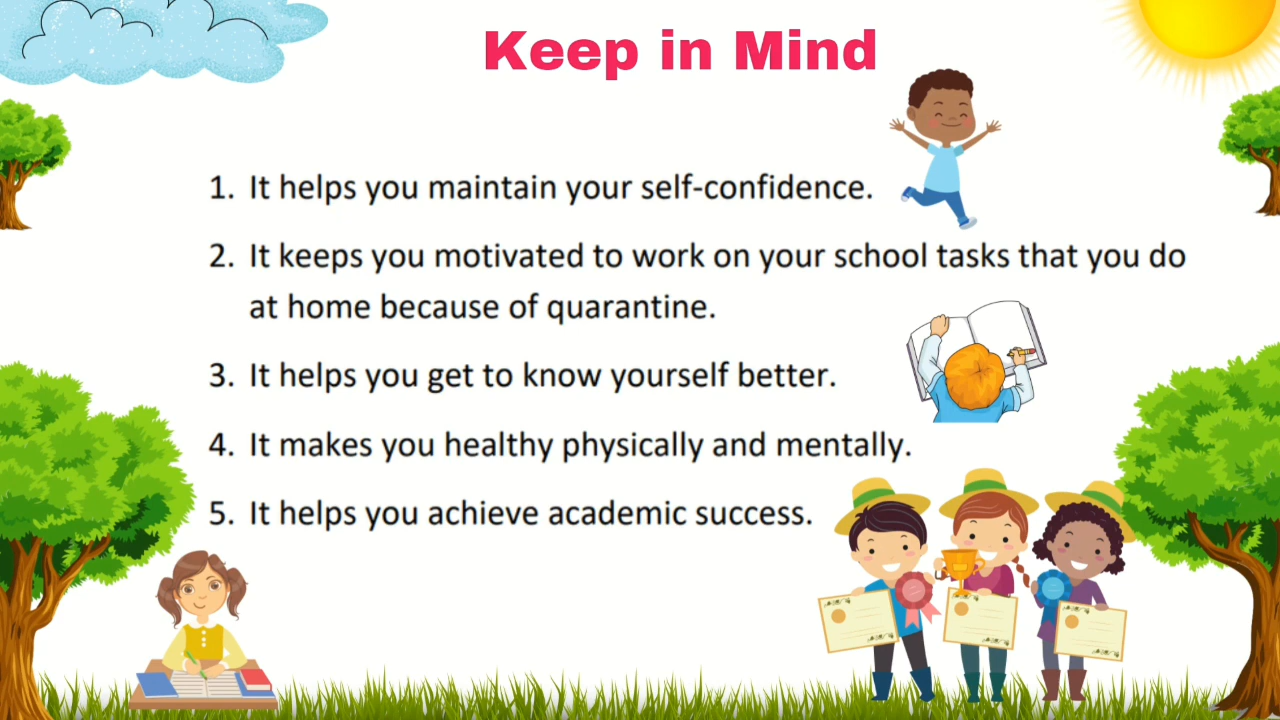 Keep in Mind
1. It helps you maintain your self-confidence.
2. It keeps you motivated to work on your school tasks that you do
at home because of quarantine.
3. It helps you get to know yourself better.
4. It makes you healthy physically and mentally.
5. It helps you achieve academic success.